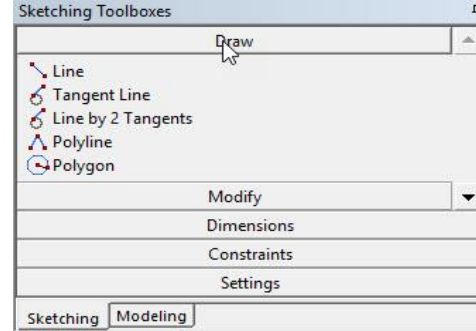 Sketching Toolboxes
Draw
Line
Tangent Line
Line by 2 Tangents
Polyline
Polygon
Modify
Dimensions
Constraints
Settings
Sketching Modeling